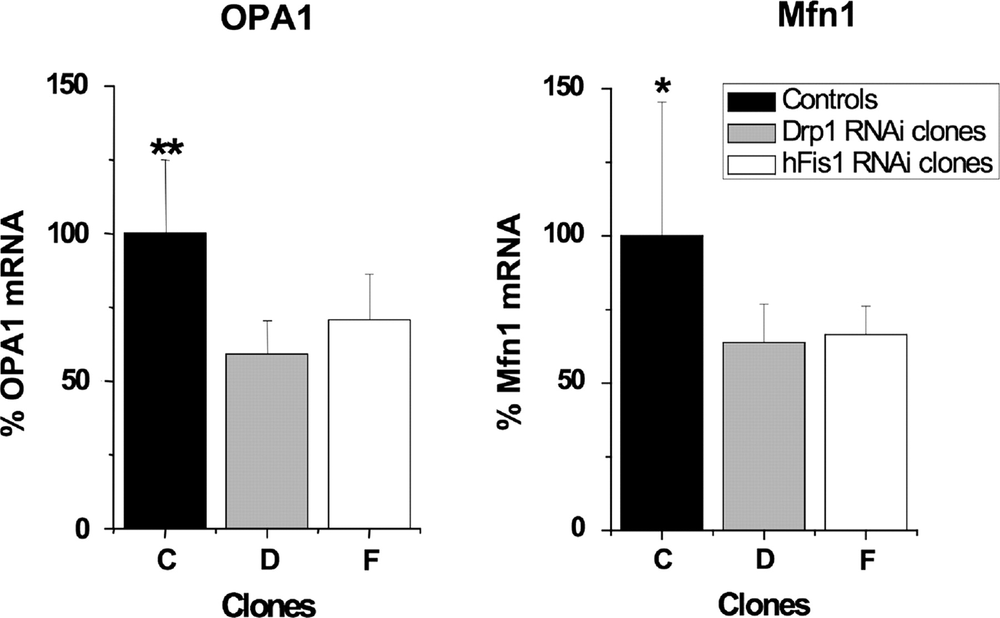 OPA1
150
100
50
0
% OPA1 mRNA
**
C
D
F
Clones
Mfn1
150
100
50
0
% Mfn1 mRNA
*
C
D
F
Clones
Controls
Drp1 RNAi clones
hFis1 RNAi clones